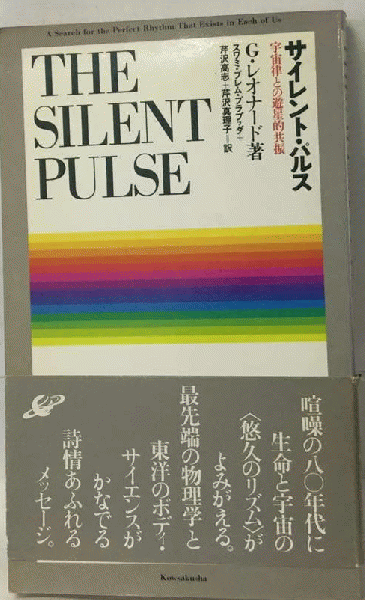 A Search for the Perfect Rhythm That Exists in Each of Us
THE
SILENT
PULSE
サイレント・パルス
宇宙律との遊星的共振
G・レオナード著
スワミ・プレム・プラブッダ+
芹沢高志+芹沢真理子=訳
喧噪の八〇年代に
生命と宇宙の
〈悠久のリズム〉が
よみがえる。
最先端の物理学と
東洋のボディ・
サイエンスが
かなでる
詩情あふれる
メッセージ。
Kousakusha